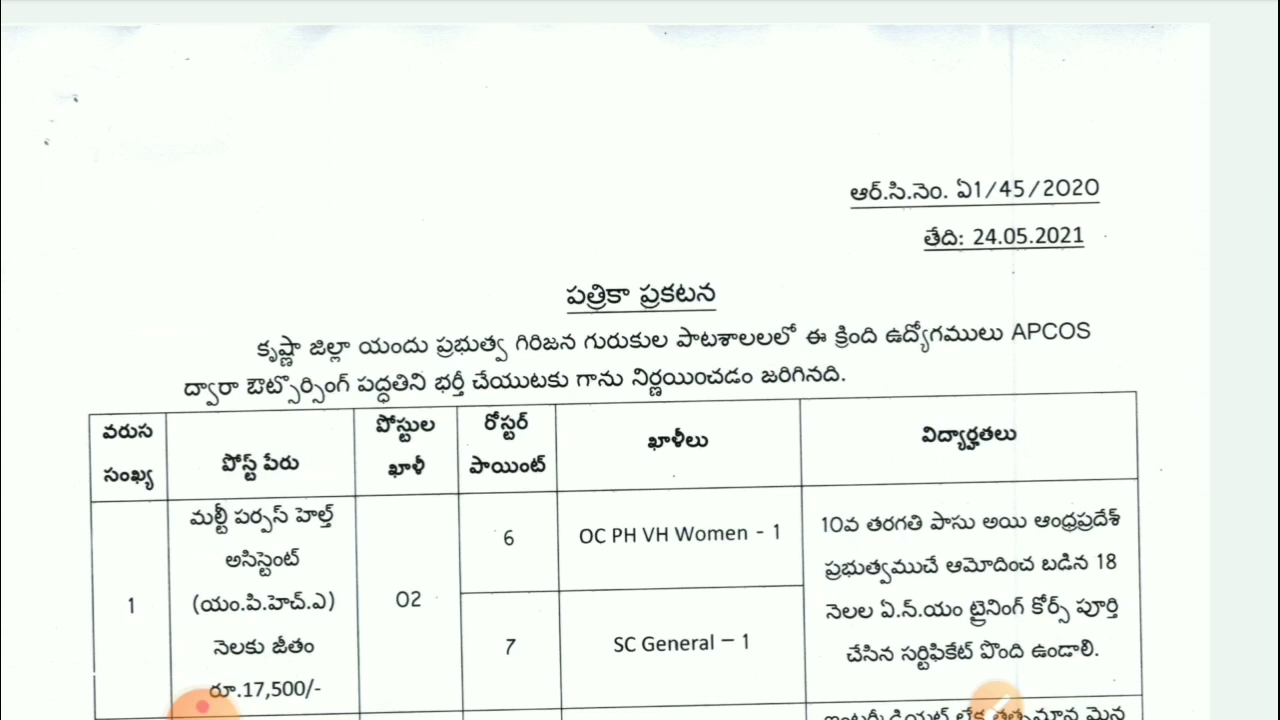 ఆర్.సి.నెం. ఏ1/45/2020
తేది: 24.05.2021
పత్రికా ప్రకటన
కృష్ణా జిల్లా యందు ప్రభుత్వ గిరిజన గురుకుల పాటశాలలలో ఈ క్రింది ఉద్యోగములు APCOS
ద్వారా ఔట్సోర్సింగ్ పద్ధతిని భర్తీ చేయుటకు గాను నిర్ణయించడం జరిగినది.
వరుస
సంఖ్య
పోస్ట్ పేరు
పోస్టుల
ఖాళీ
రోస్టర్
పాయింట్
ఖాళీలు
విద్యార్హతలు
1
మల్టీ పర్పస్ హెల్త్
అసిస్టెంట్
(యం.పి.హెచ్.ఎ)
నెలకు జీతం
రూ.17,500/-
02
6
OC PH VH Women - 1
7
SC General – 1
10వ తరగతి పాసు అయి ఆంధ్రప్రదేశ్
ప్రభుత్వముచే ఆమోదించ బడిన 18
నెలల ఏ.న్.యం ట్రైనింగ్ కోర్స్ పూర్తి
చేసిన సర్టిఫికేట్ పొంది ఉండాలి.